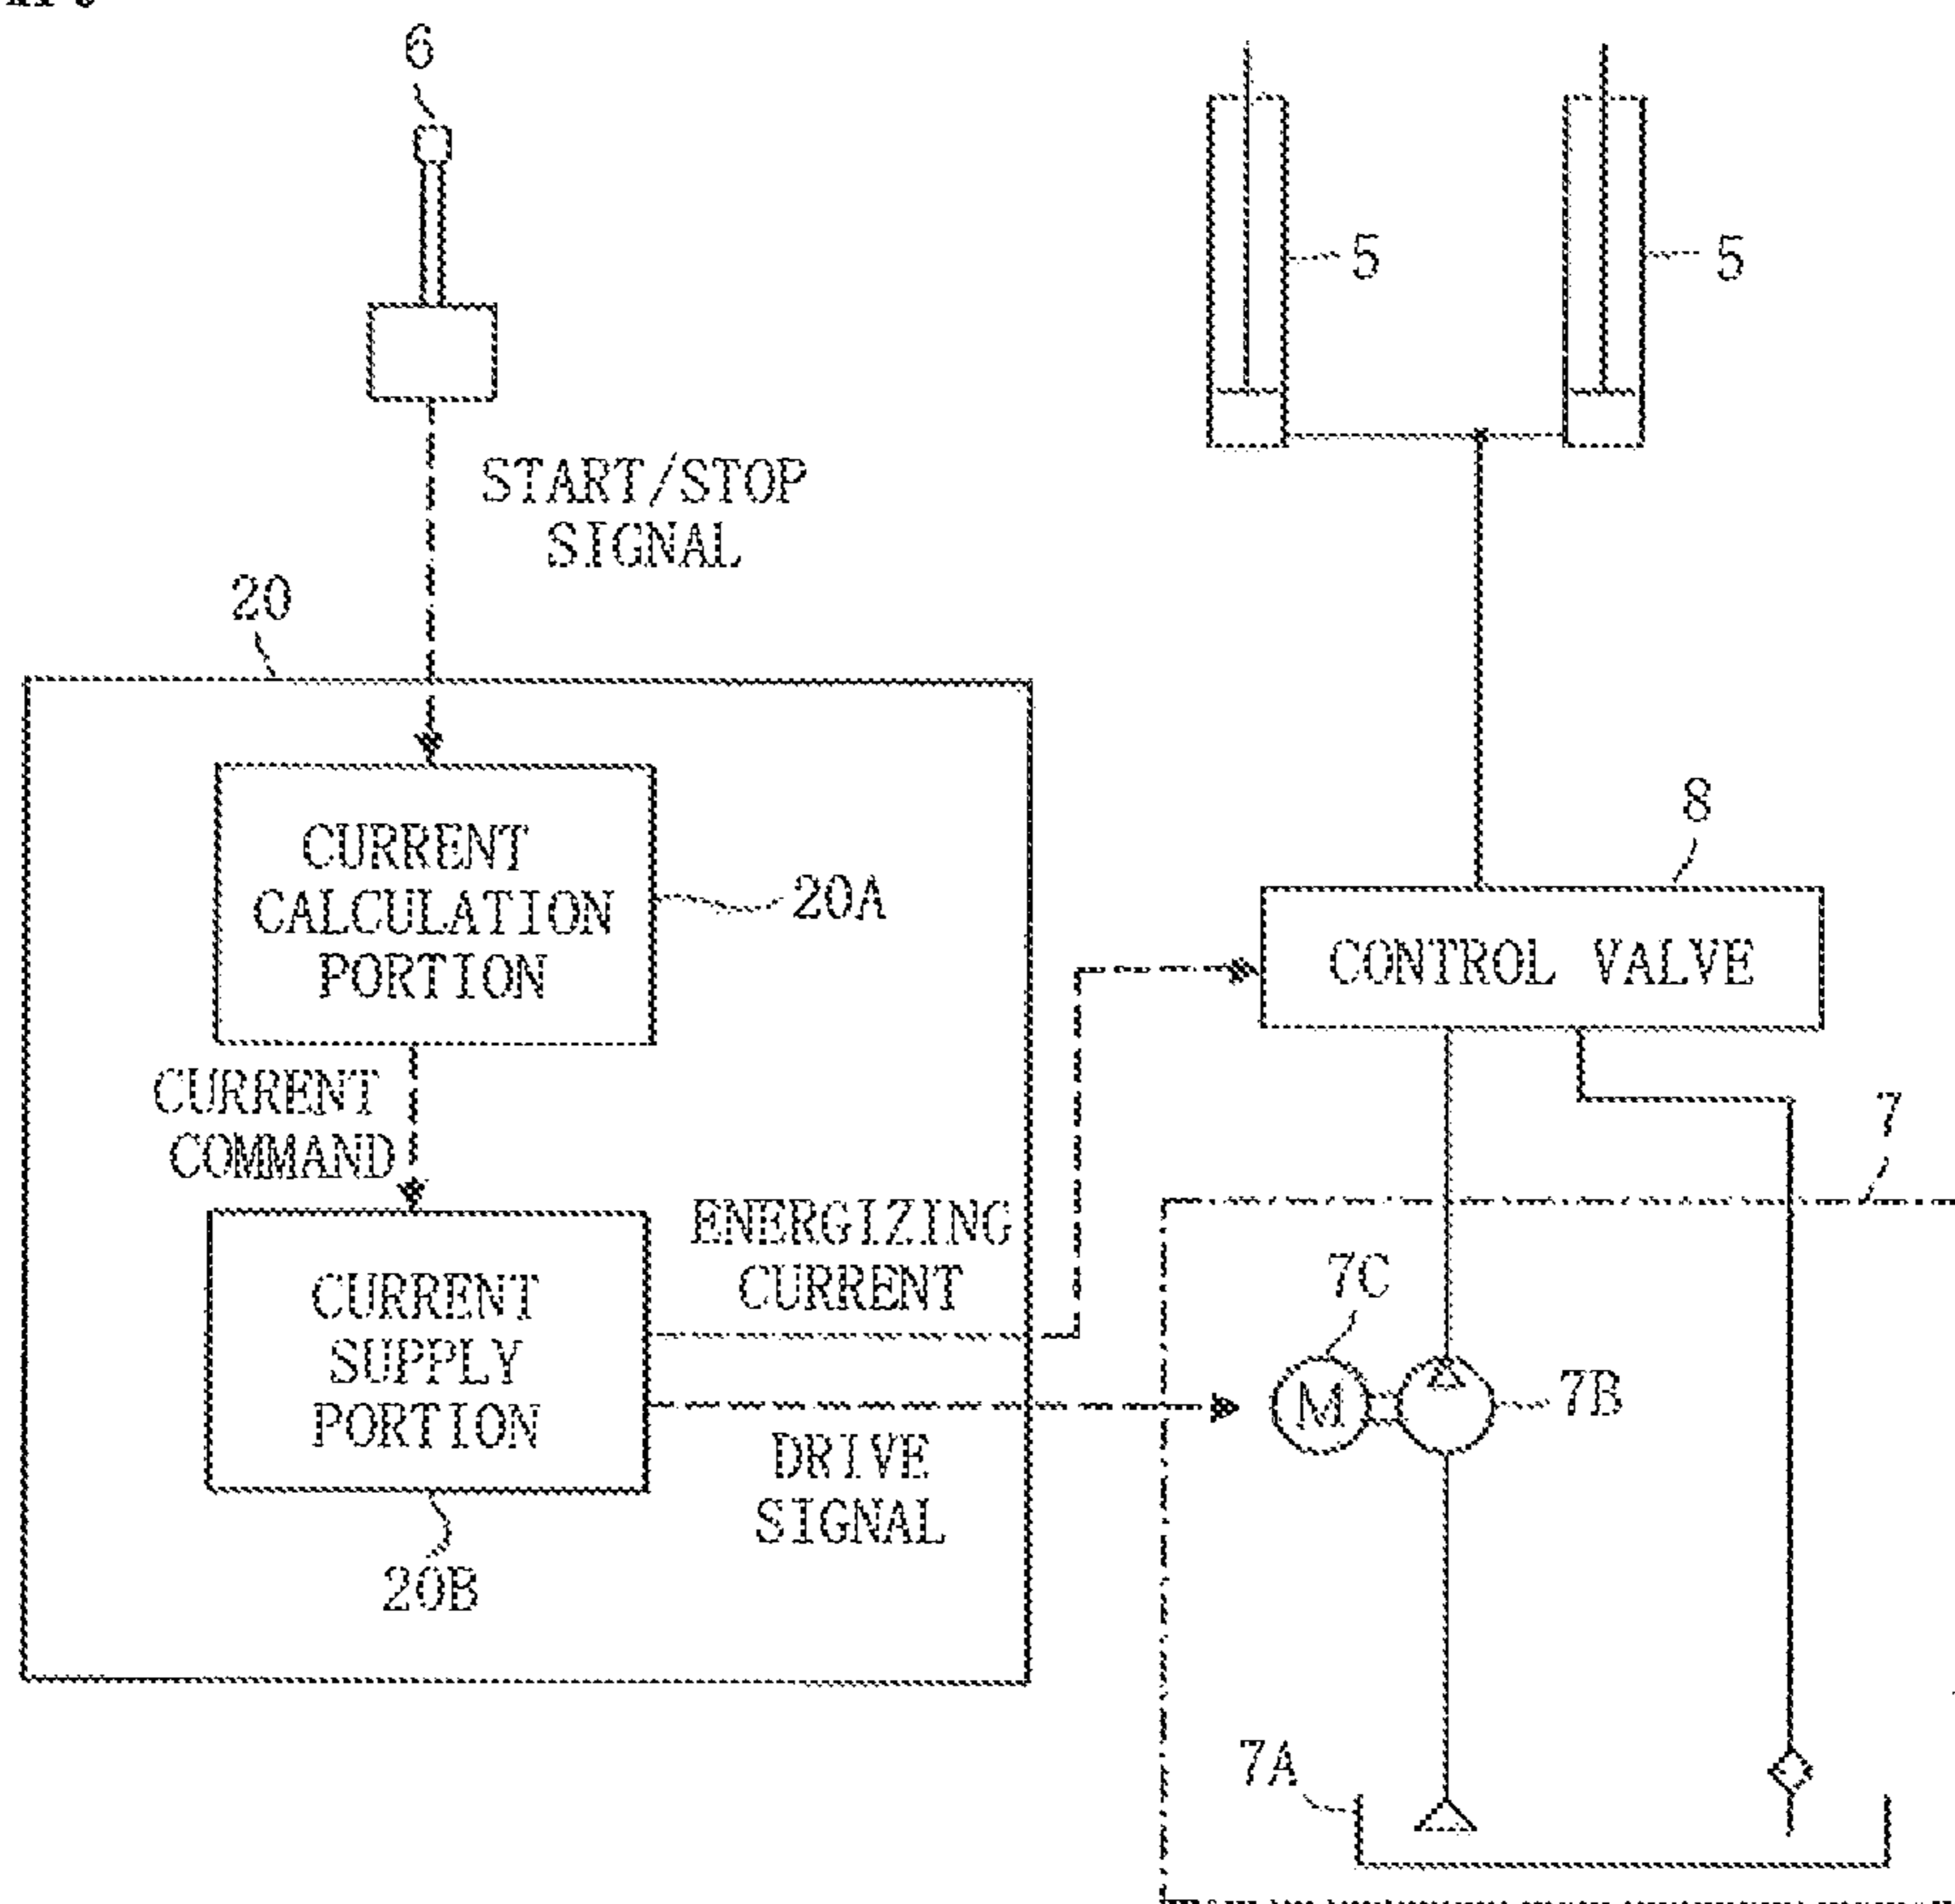 6
5
5
START/STOP
SIGNAL
20
CURRENT
CALCULATION
PORTION
20A
8
CONTROL VALVE
CURRENT
COMMAND
7
ENERGIZING
CURRENT
7C
CURRENT
SUPPLY
PORTION
M
7B
DRIVE
SIGNAL
20B
7A